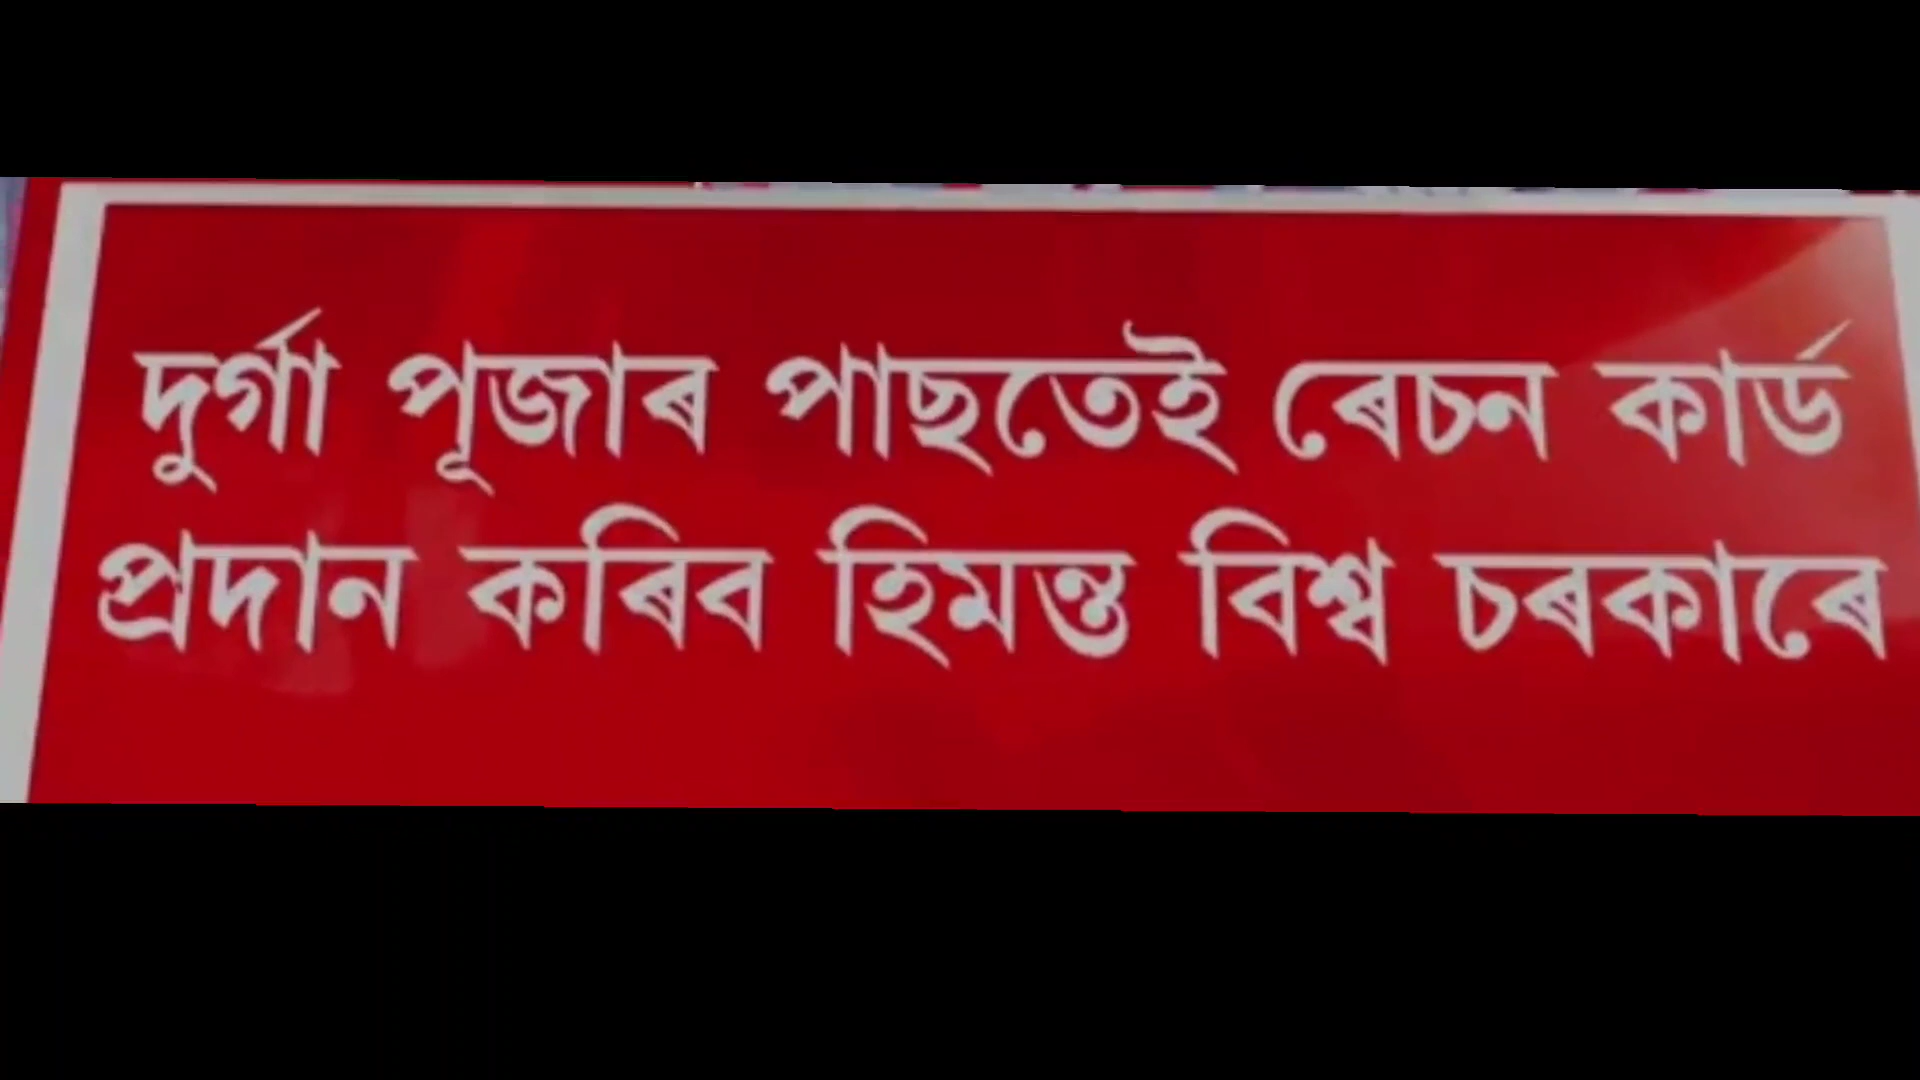 দুৰ্গা পূজাৰ পাছতেই ৰেচন কাৰ্ড
প্ৰদান কৰিব হিমন্ত বিশ্ব চৰকাৰে